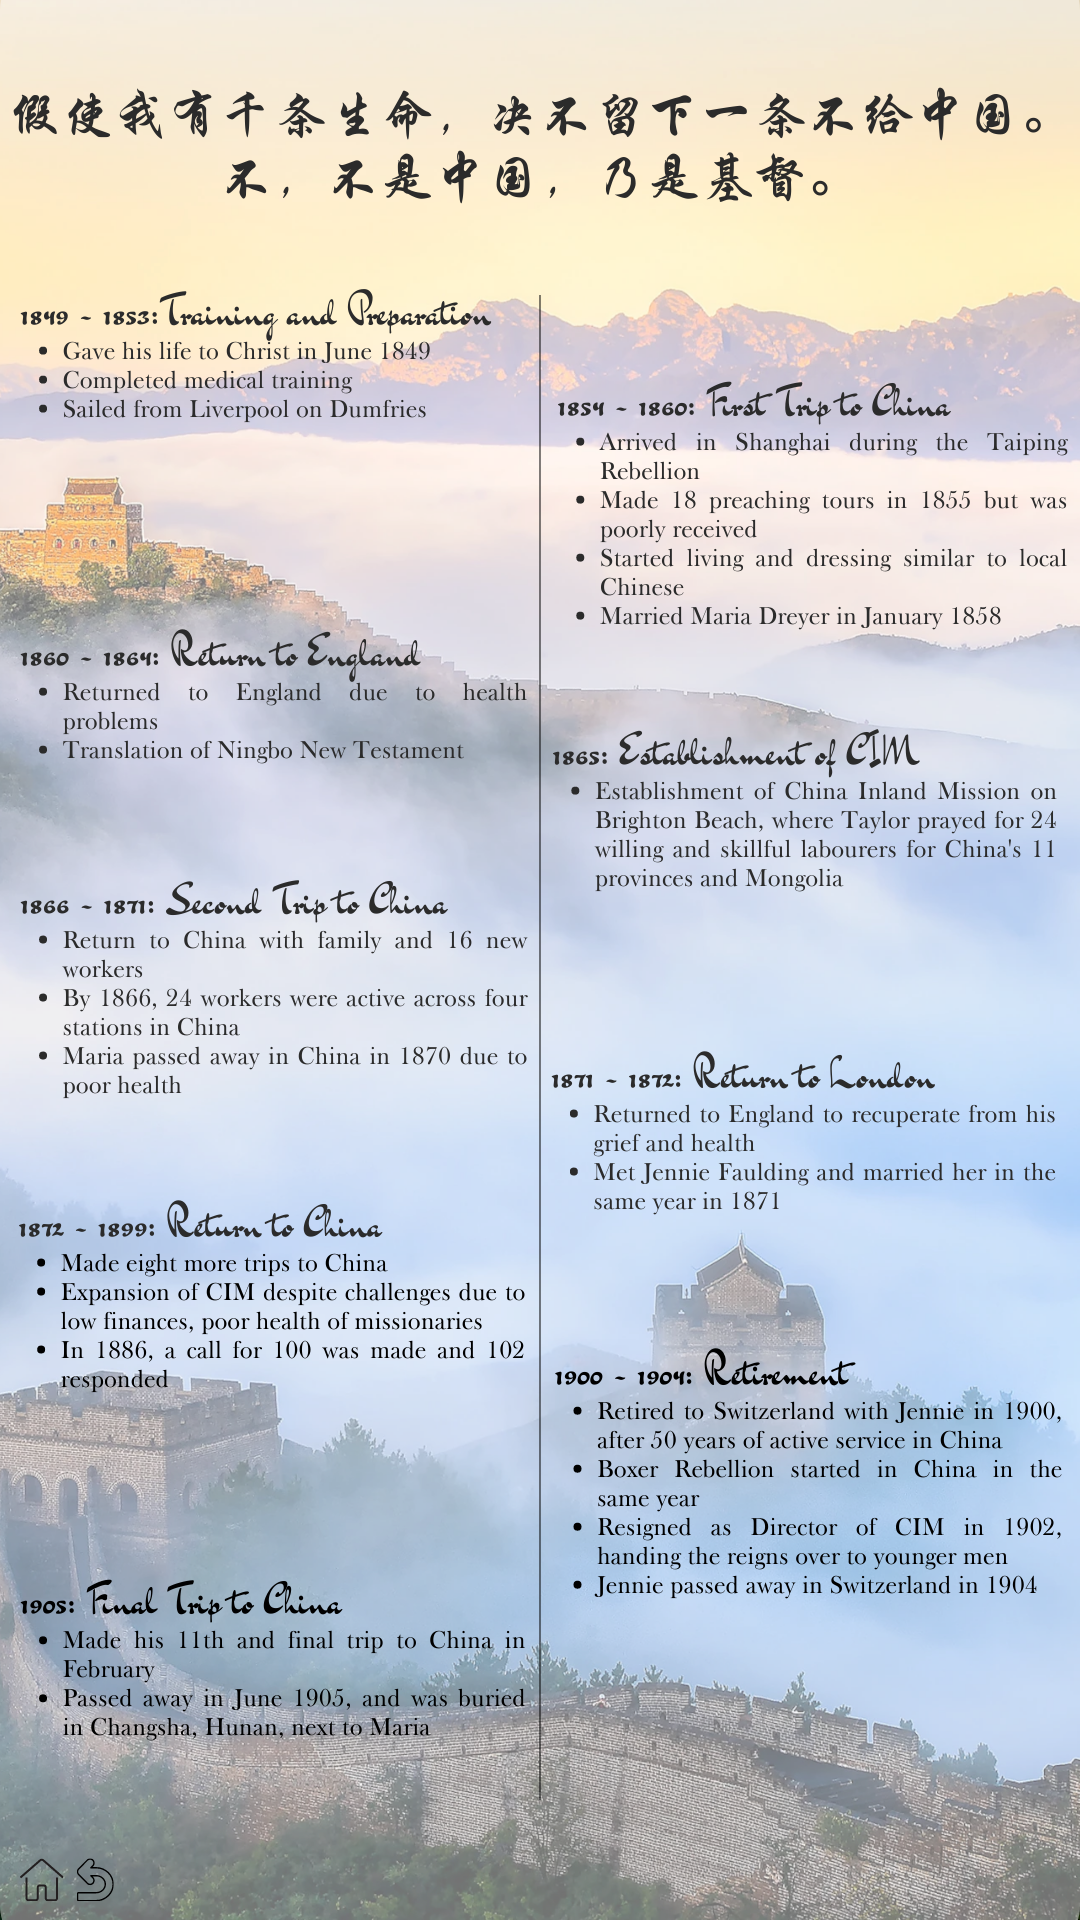 假使我有千条生命，决不留下一条不给中国。
不，不是中国，乃是基督。
1849 - 1853: Training and Preparation
• Gave his life to Christ in June 1849
• Completed medical training
• Sailed from Liverpool on Dumfries
1854 - 1860: First Trip to China
• Arrived in Shanghai during the Taiping
Rebellion
• Made 18 preaching tours in 1855 but was
poorly received
• Started living and dressing similar to local
Chinese
• Married Maria Dreyer in January 1858
1860 - 1864: Return to England
• Returned to England due to health
problems
• Translation of Ningbo New Testament
1865: Establishment of CIM
• Establishment of China Inland Mission on
Brighton Beach, where Taylor prayed for 24
willing and skillful labourers for China's 11
provinces and Mongolia
1866 - 1871: Second Trip to China
• Return to China with family and 16 new
workers
• By 1866, 24 workers were active across four
stations in China
• Maria passed away in China in 1870 due to
poor health
1871 - 1872: Return to London
• Returned to England to recuperate from his
grief and health
• Met Jennie Faulding and married her in the
same year in 1871
1872 - 1899: Return to China
• Made eight more trips to China
• Expansion of CIM despite challenges due to
low finances, poor health of missionaries
• In 1886, a call for 100 was made and 102
responded
1900 - 1904: Retirement
• Retired to Switzerland with Jennie in 1900,
after 50 years of active service in China
• Boxer Rebellion started in China in the
same year
• Resigned as Director of CIM in 1902,
handing the reigns over to younger men
• Jennie passed away in Switzerland in 1904
1905: Final Trip to China
• Made his 11th and final trip to China in
February
• Passed away in June 1905, and was buried
in Changsha, Hunan, next to Maria